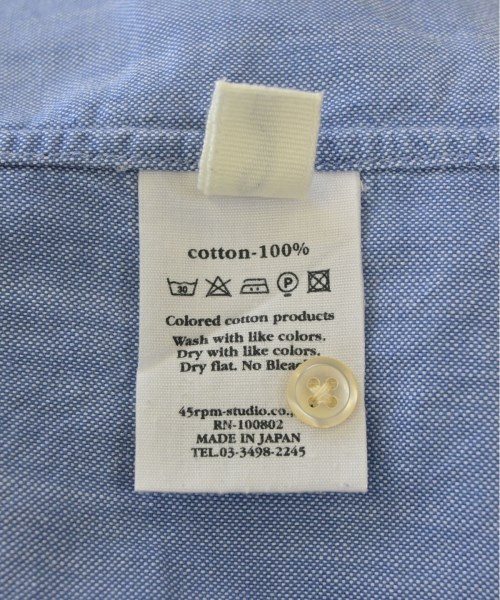 cotton-100%
30 P
Colored cotton products
Wash with like colors.
Dry with like colors.
Dry flat. No
45rpm-studio.co.,
RN-100802
MADE IN JAPAN
TEL.03-3498-2245